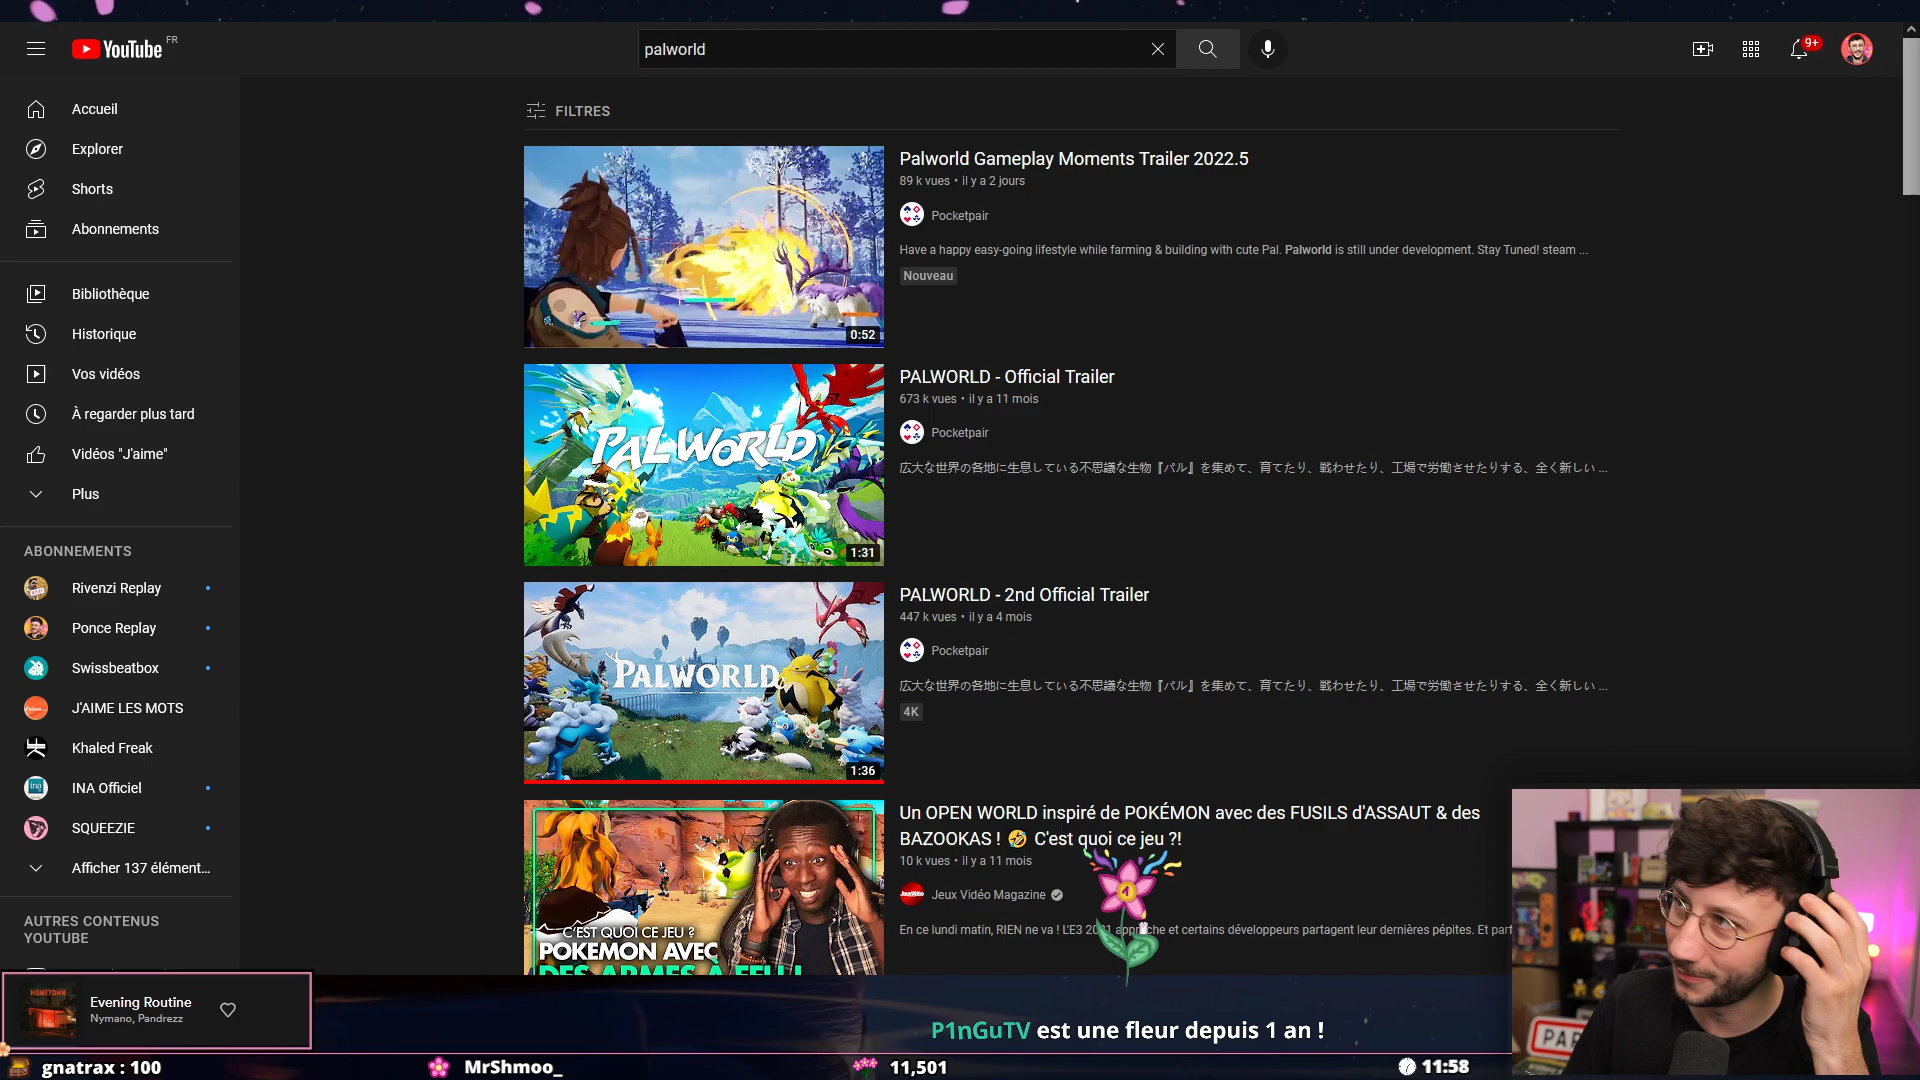 YouTube FR
palworld
9+
Accueil
Explorer
Shorts
Abonnements
Bibliothèque
Historique
Vos vidéos
À regarder plus tard
Vidéos "J'aime"
Plus
ABONNEMENTS
Rivenzi Replay
Ponce Replay
Swissbeatbox
J'AIME LES MOTS
Khaled Freak
INA Officiel
SQUEEZIE
Afficher 137 élément...
AUTRES CONTENUS
YOUTUBE
FILTRES
0:52
Palworld Gameplay Moments Trailer 2022.5
89 k vues • il y a 2 jours
Pocketpair
Have a happy easy-going lifestyle while farming & building with cute Pal. Palworld is still under development. Stay Tuned! steam ...
Nouveau
PALWORLD
1:31
PALWORLD - Official Trailer
673 k vues • il y a 11 mois
Pocketpair
広大な世界の各地に生息している不思議な生物『パル』を集めて、育てたり、戦わせたり、工場で労働させたりする、全く新しい ...
PALWORLD
1:36
PALWORLD - 2nd Official Trailer
447 k vues • il y a 4 mois
Pocketpair
広大な世界の各地に生息している不思議な生物『パル』を集めて、育てたり、戦わせたり、工場で労働させたりする、全く新しい ...
4K
C'EST QUOI CE JEU ?
POKEMON AVEC
DES ARMES À FEU !
Un OPEN WORLD inspiré de POKÉMON avec des FUSILS d'ASSAUT & des
BAZOOKAS ! 🤣 C'est quoi ce jeu ?!
10 k vues • il y a 11 mois
Jeux Vidéo Magazine
En ce lundi matin, RIEN ne va ! L'E3 2021 approche et certains développeurs partagent leur dernières pépites. Et
1
HOMETOWN
Evening Routine
Nymano, Pandrezz
P1nGuTV est une fleur depuis 1 an !
gnatrax : 100
MrShmoo_
11,501
11:58
PAR